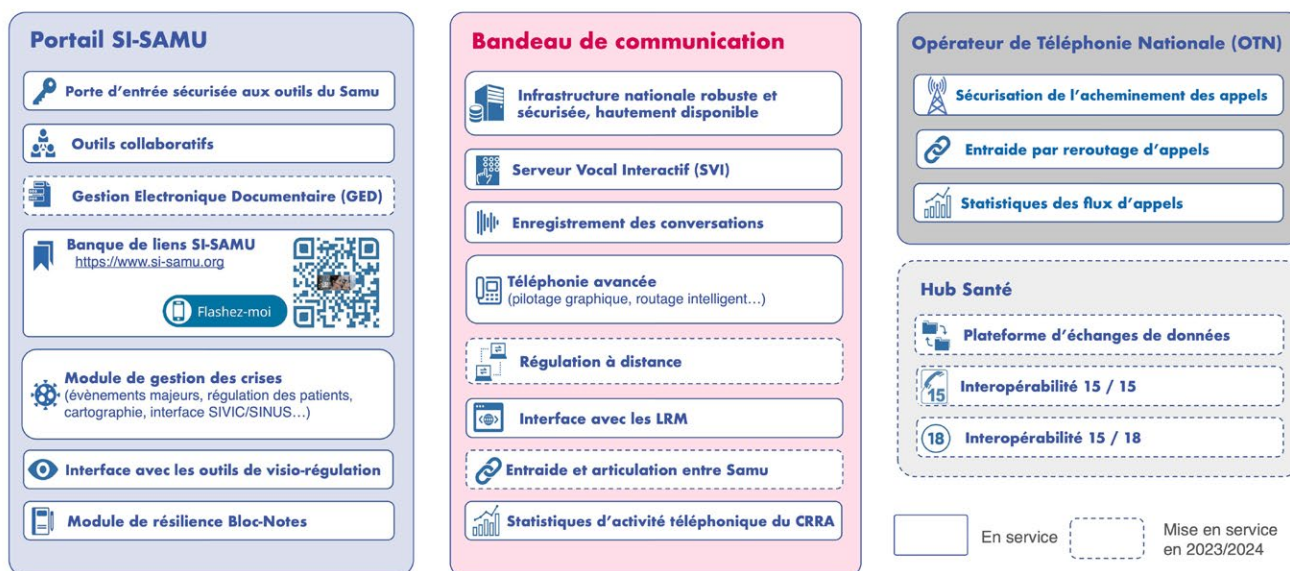 Portail SI-SAMU
Porte d'entrée sécurisée aux outils du Samu
Outils collaboratifs
Gestion Electronique Documentaire (GED)
Banque de liens SI-SAMU
https://www.si-samu.org
Flashez-moi
Module de gestion des crises
(évènements majeurs, régulation des patients,
cartographie, interface SIVIC/SINUS...)
Interface avec les outils de visio-régulation
Module de résilience Bloc-Notes
Bandeau de communication
Infrastructure nationale robuste et
sécurisée, hautement disponible
Serveur Vocal Interactif (SVI)
Enregistrement des conversations
Téléphonie avancée
(pilotage graphique, routage intelligent...)
Régulation à distance
Interface avec les LRM
Entraide et articulation entre Samu
Statistiques d'activité téléphonique du CRRA
Opérateur de Téléphonie Nationale (OTN)
Sécurisation de l'acheminement des appels
Entraide par reroutage d'appels
Statistiques des flux d'appels
Hub Santé
Plateforme d'échanges de données
15
Interopérabilité 15 / 15
18
Interopérabilité 15 / 18
En service
Mise en service
en 2023/2024